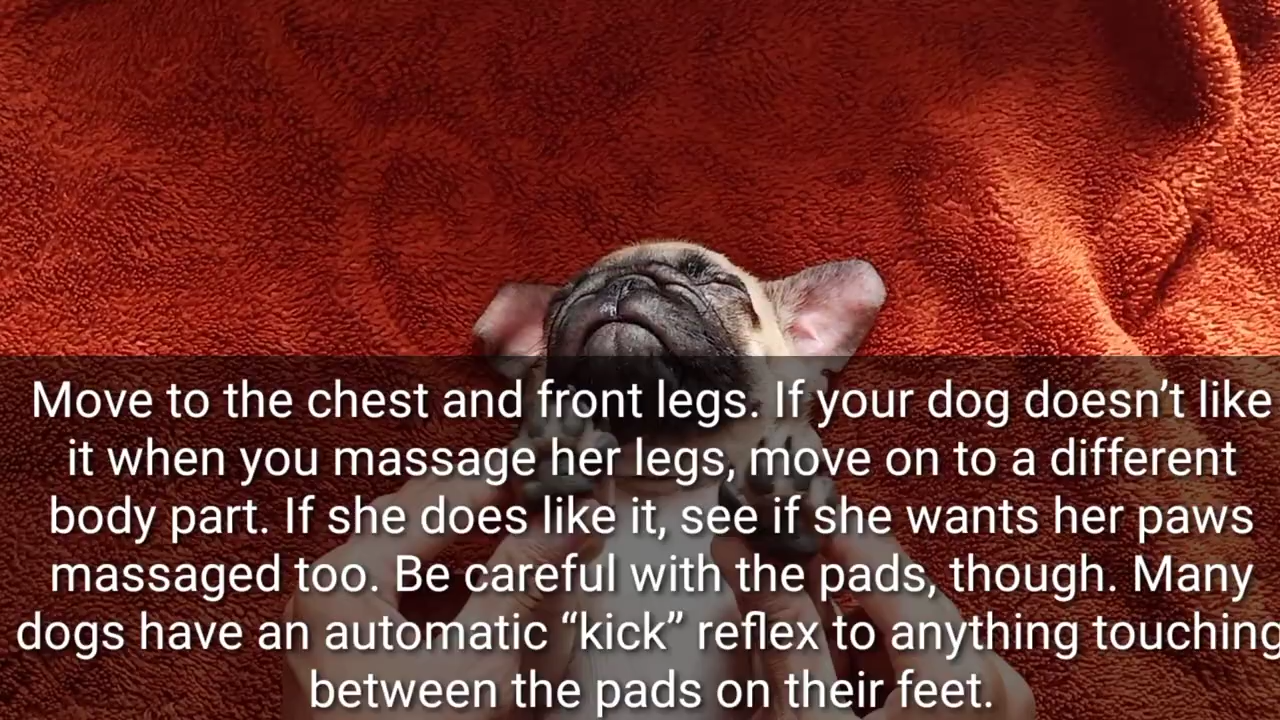 Move to the chest and front legs. If your dog doesn’t like
it when you massage her legs, move on to a different
body part. If she does like it, see if she wants her paws
massaged too. Be careful with the pads, though. Many
dogs have an automatic “kick” reflex to anything touching
between the pads on their feet.